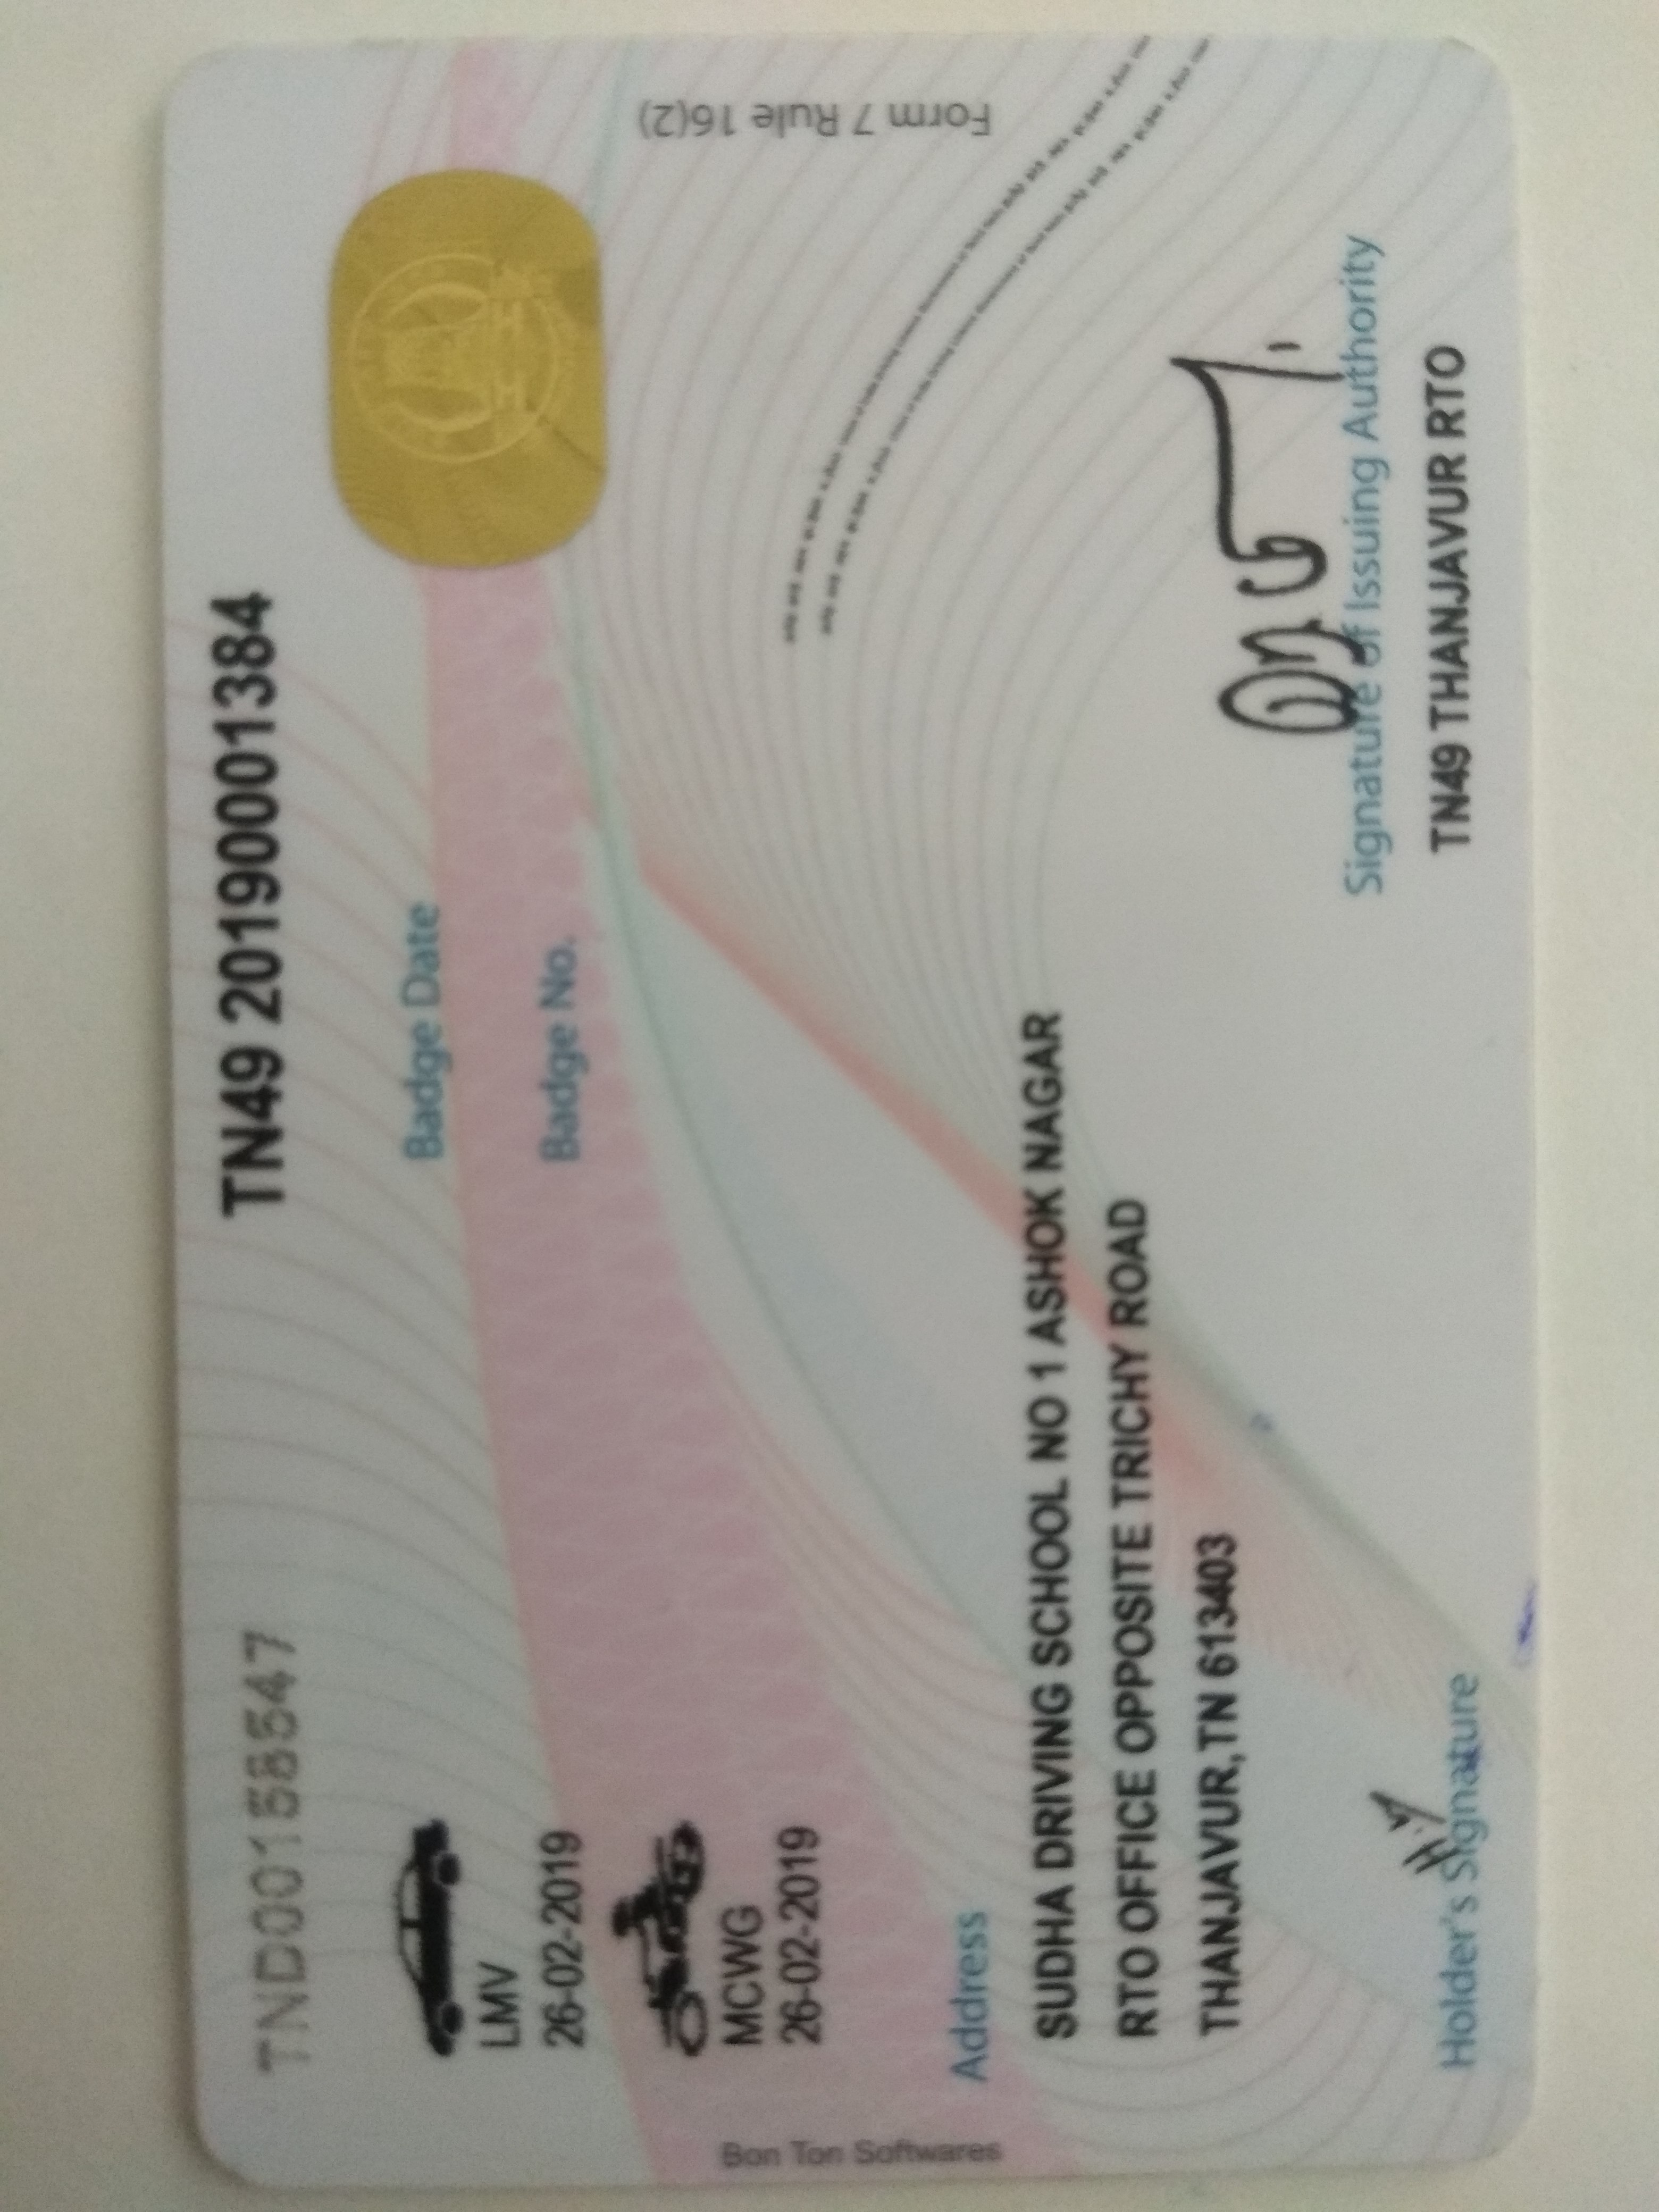 TND00158547
TN49 20190001384
LMV
26-02-2019
MCWG
26-02-2019
Badge Date
Badge No.
Form 7 Rule 16(2)
Address
SUDHA DRIVING SCHOOL NO 1 ASHOK NAGAR
RTO OFFICE OPPOSITE TRICHY ROAD
THANJAVUR,TN 613403
Holder's Signature
Signature of Issuing Authority
TN49 THANJAVUR RTO
Bon Ton Softwares